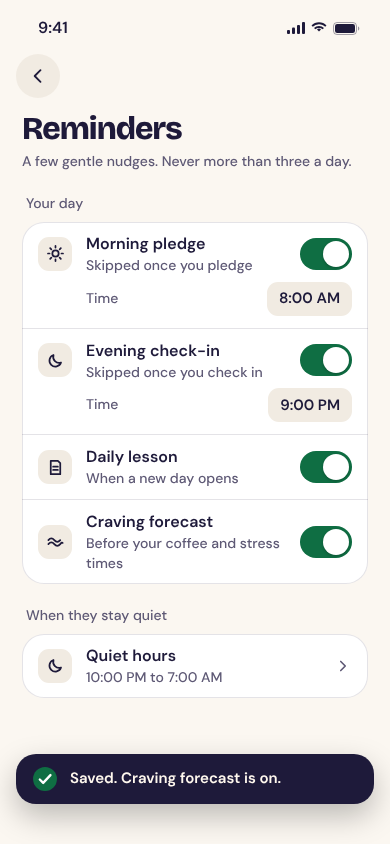 9:41
Reminders
A few gentle nudges. Never more than three a day.
Your day
Morning pledge
Skipped once you pledge
Time
8:00 AM
Evening check-in
Skipped once you check in
Time
9:00 PM
Daily lesson
When a new day opens
Craving forecast
Before your coffee and stress
times
When they stay quiet
Quiet hours
10:00 PM to 7:00 AM
Saved. Craving forecast is on.